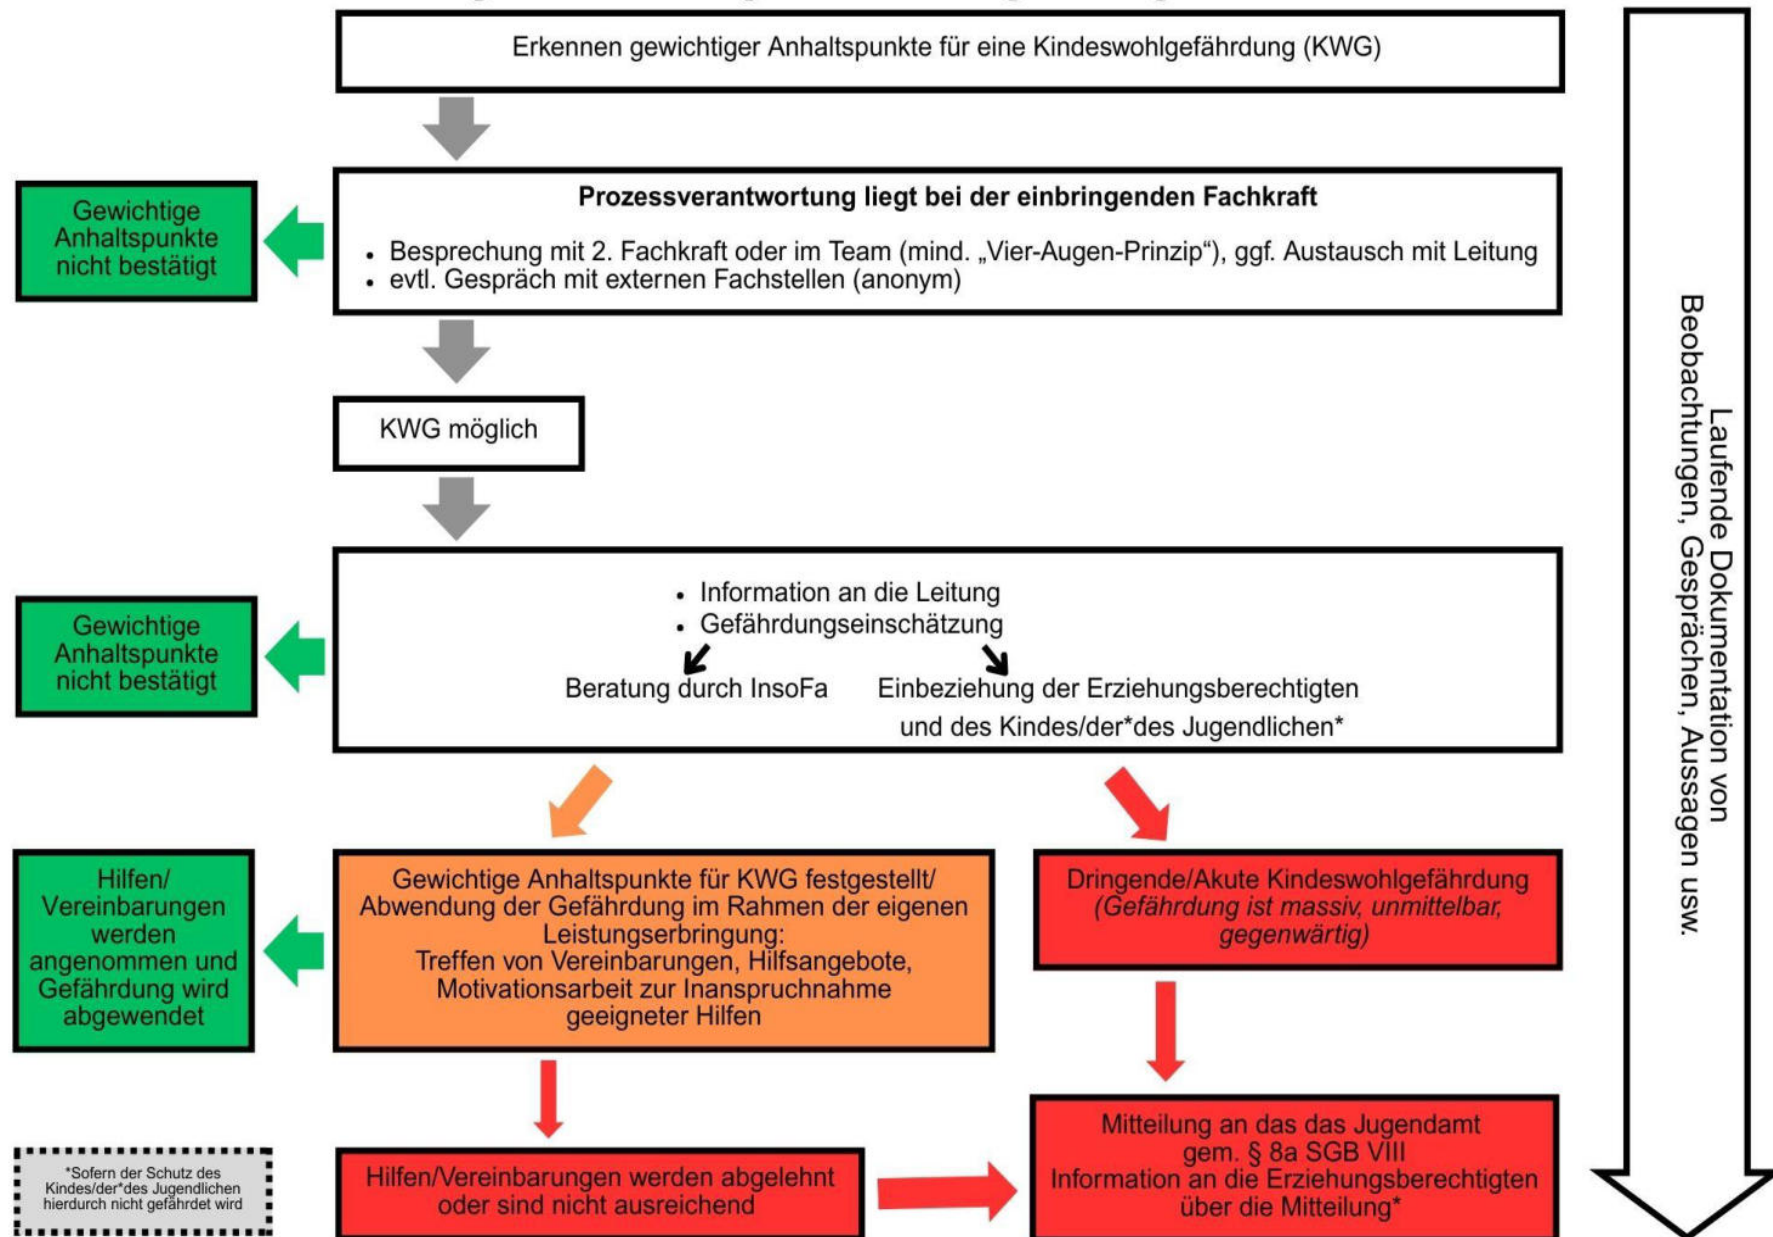 Erkennen gewichtiger Anhaltspunkte für eine Kindeswohlgefährdung (KWG)
Prozessverantwortung liegt bei der einbringenden Fachkraft
• Besprechung mit 2. Fachkraft oder im Team (mind. „Vier-Augen-Prinzip“), ggf. Austausch mit Leitung
• evtl. Gespräch mit externen Fachstellen (anonym)
Gewichtige
Anhaltspunkte
nicht bestätigt
KWG möglich
• Information an die Leitung
• Gefährdungseinschätzung
Beratung durch InsoFa
Einbeziehung der Erziehungsberechtigten
und des Kindes/der*des Jugendlichen*
Gewichtige
Anhaltspunkte
nicht bestätigt
Gewichtige Anhaltspunkte für KWG festgestellt/
Abwendung der Gefährdung im Rahmen der eigenen
Leistungserbringung:
Treffen von Vereinbarungen, Hilfsangebote,
Motivationsarbeit zur Inanspruchnahme
geeigneter Hilfen
Hilfen/
Vereinbarungen
werden
angenommen und
Gefährdung wird
abgewendet
Dringende/Akute Kindeswohlgefährdung
(Gefährdung ist massiv, unmittelbar,
gegenwärtig)
Hilfen/Vereinbarungen werden abgelehnt
oder sind nicht ausreichend
Mitteilung an das das Jugendamt
gem. § 8a SGB VIII
Information an die Erziehungsberechtigten
über die Mitteilung*
*Sofern der Schutz des
Kindes/der*des Jugendlichen
hierdurch nicht gefährdet wird
Laufende Dokumentation von
Beobachtungen, Gesprächen, Aussagen usw.